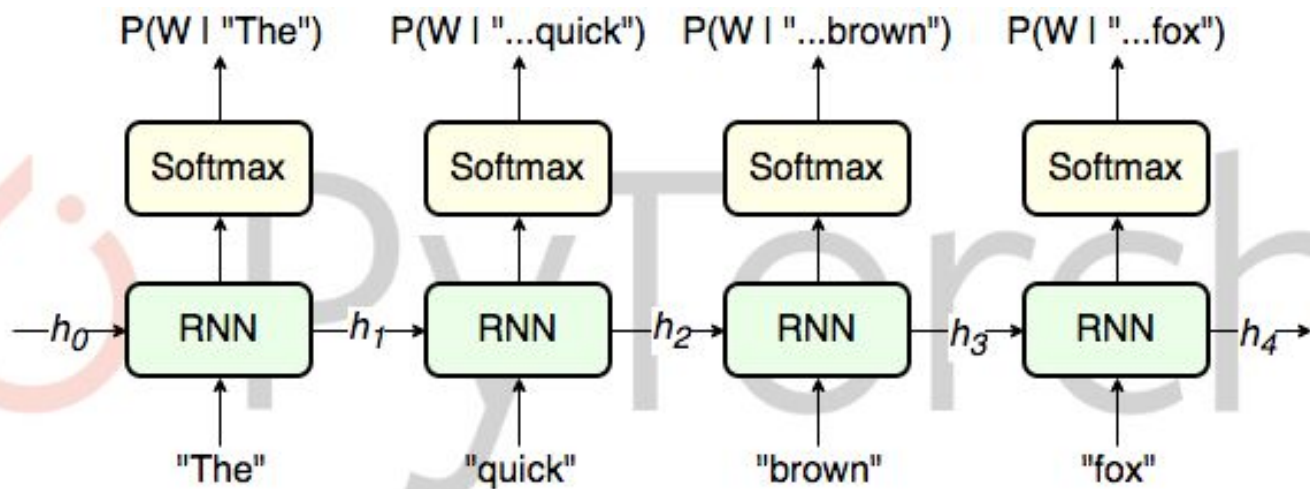 P(W | "The") P(W | "...quick") P(W | "...brown") P(W | "...fox")
Softmax Softmax Softmax Softmax
h0 RNN h1 RNN h2 RNN h3 RNN h4
"The" "quick" "brown" "fox"
PyTorch